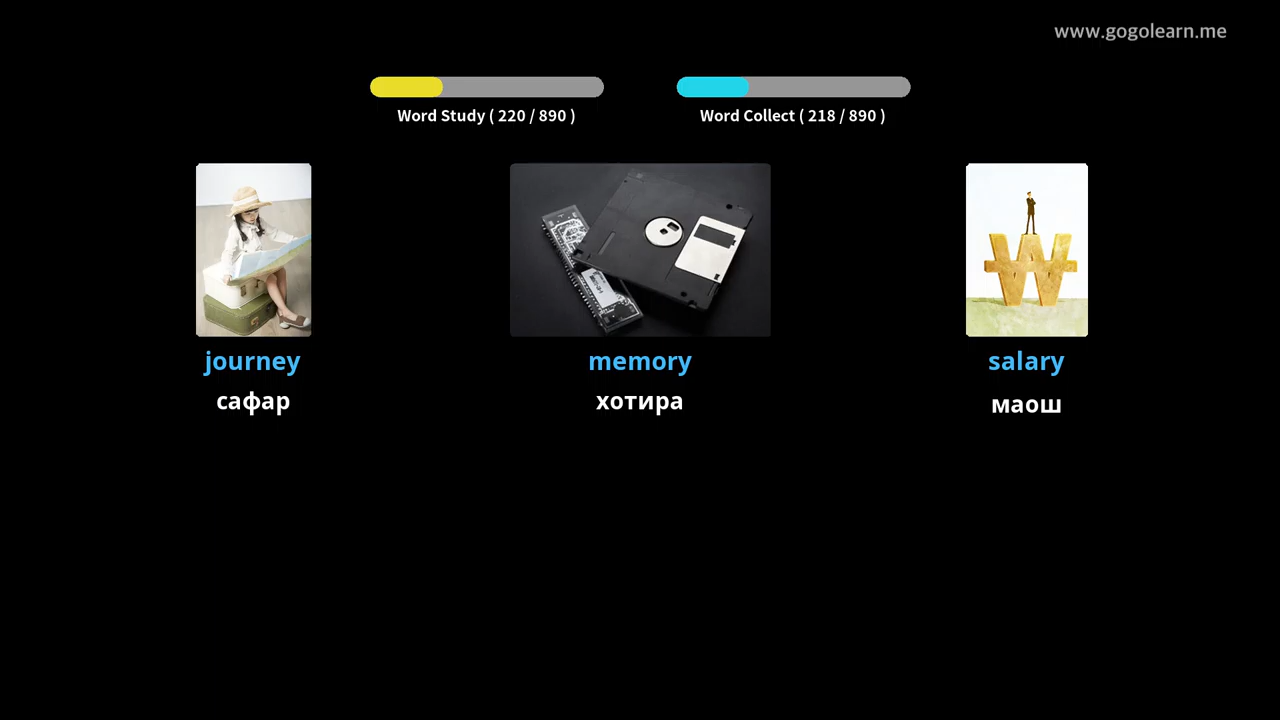 www.gogolearn.me
Word Study ( 220 / 890 )
Word Collect ( 218 / 890 )
journey
memory
salary
сафар
хотира
маош